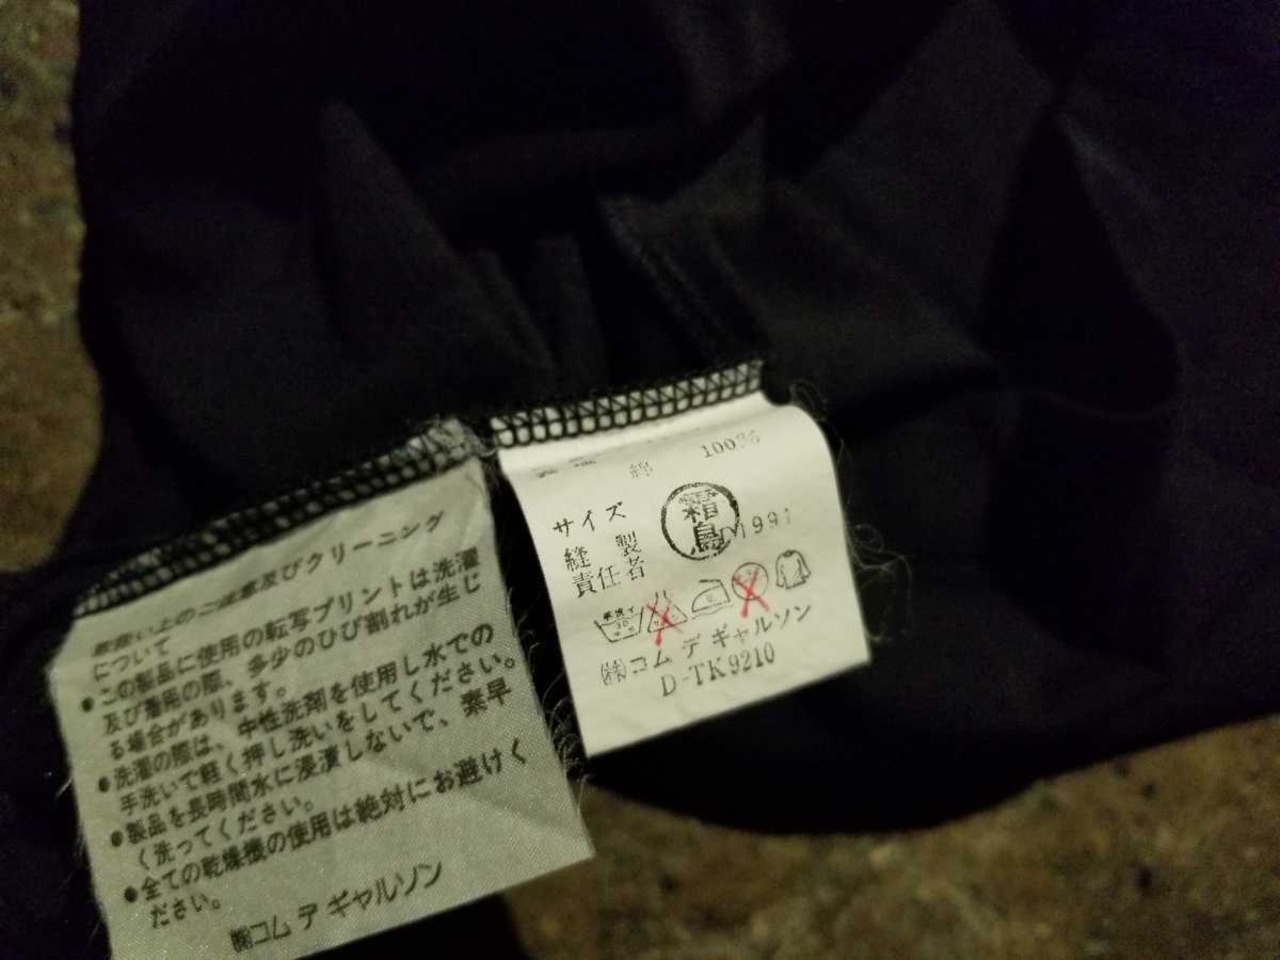 取扱い上のご注意及びクリーニング
について
●この製品に使用の転写プリントは洗濯
及び着用の際、多少のひび割れが生じ
る場合があります。
●洗濯の際は、中性洗剤を使用し水での
手洗いで軽く押し洗いをしてください。
●製品を長時間水に浸漬しないで、素早
く洗ってください。
●全ての乾燥機の使用は絶対にお避けく
ださい。
㈱コム デ ギャルソン
綿 100%
サイズ
縫製
責任者
霜鳥
M1991
30
㈱コム デ ギャルソン
D-TK9210